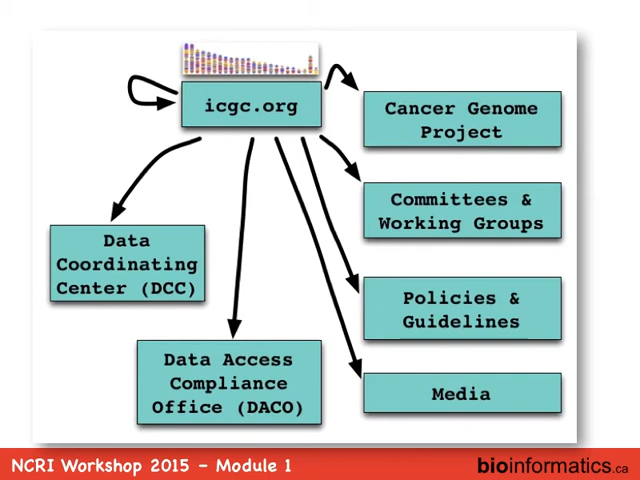 icgc.org
Cancer Genome
Project
Committees &
Working Groups
Data
Coordinating
Center (DCC)
Policies &
Guidelines
Data Access
Compliance
Office (DACO)
Media
NCRI Workshop 2015 – Module 1
bioinformatics.ca